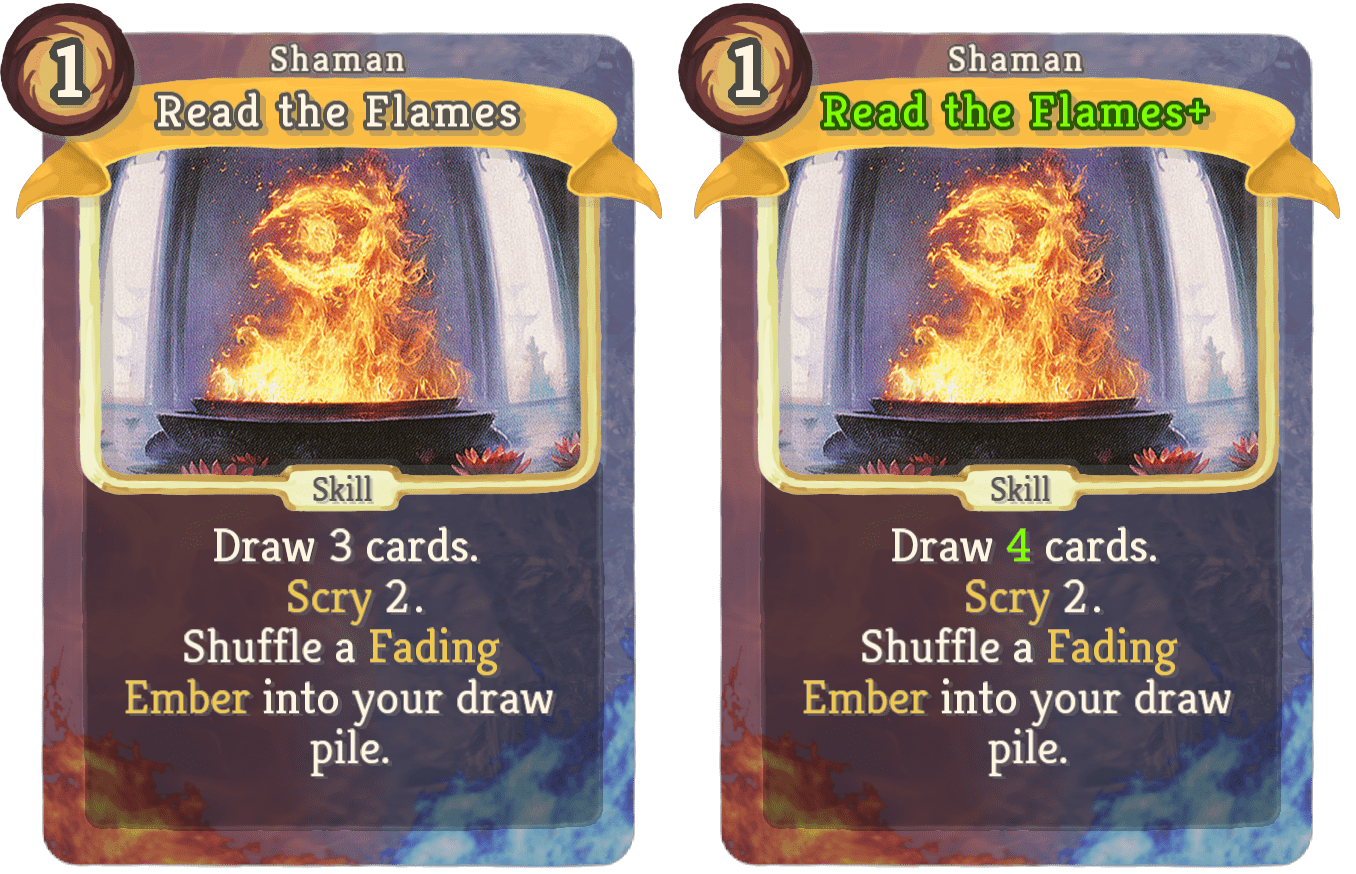 1
Shaman
Read the Flames
Skill
Draw 3 cards.
Scry 2.
Shuffle a Fading
Ember into your draw
pile.
1
Shaman
Read the Flames+
Skill
Draw 4 cards.
Scry 2.
Shuffle a Fading
Ember into your draw
pile.